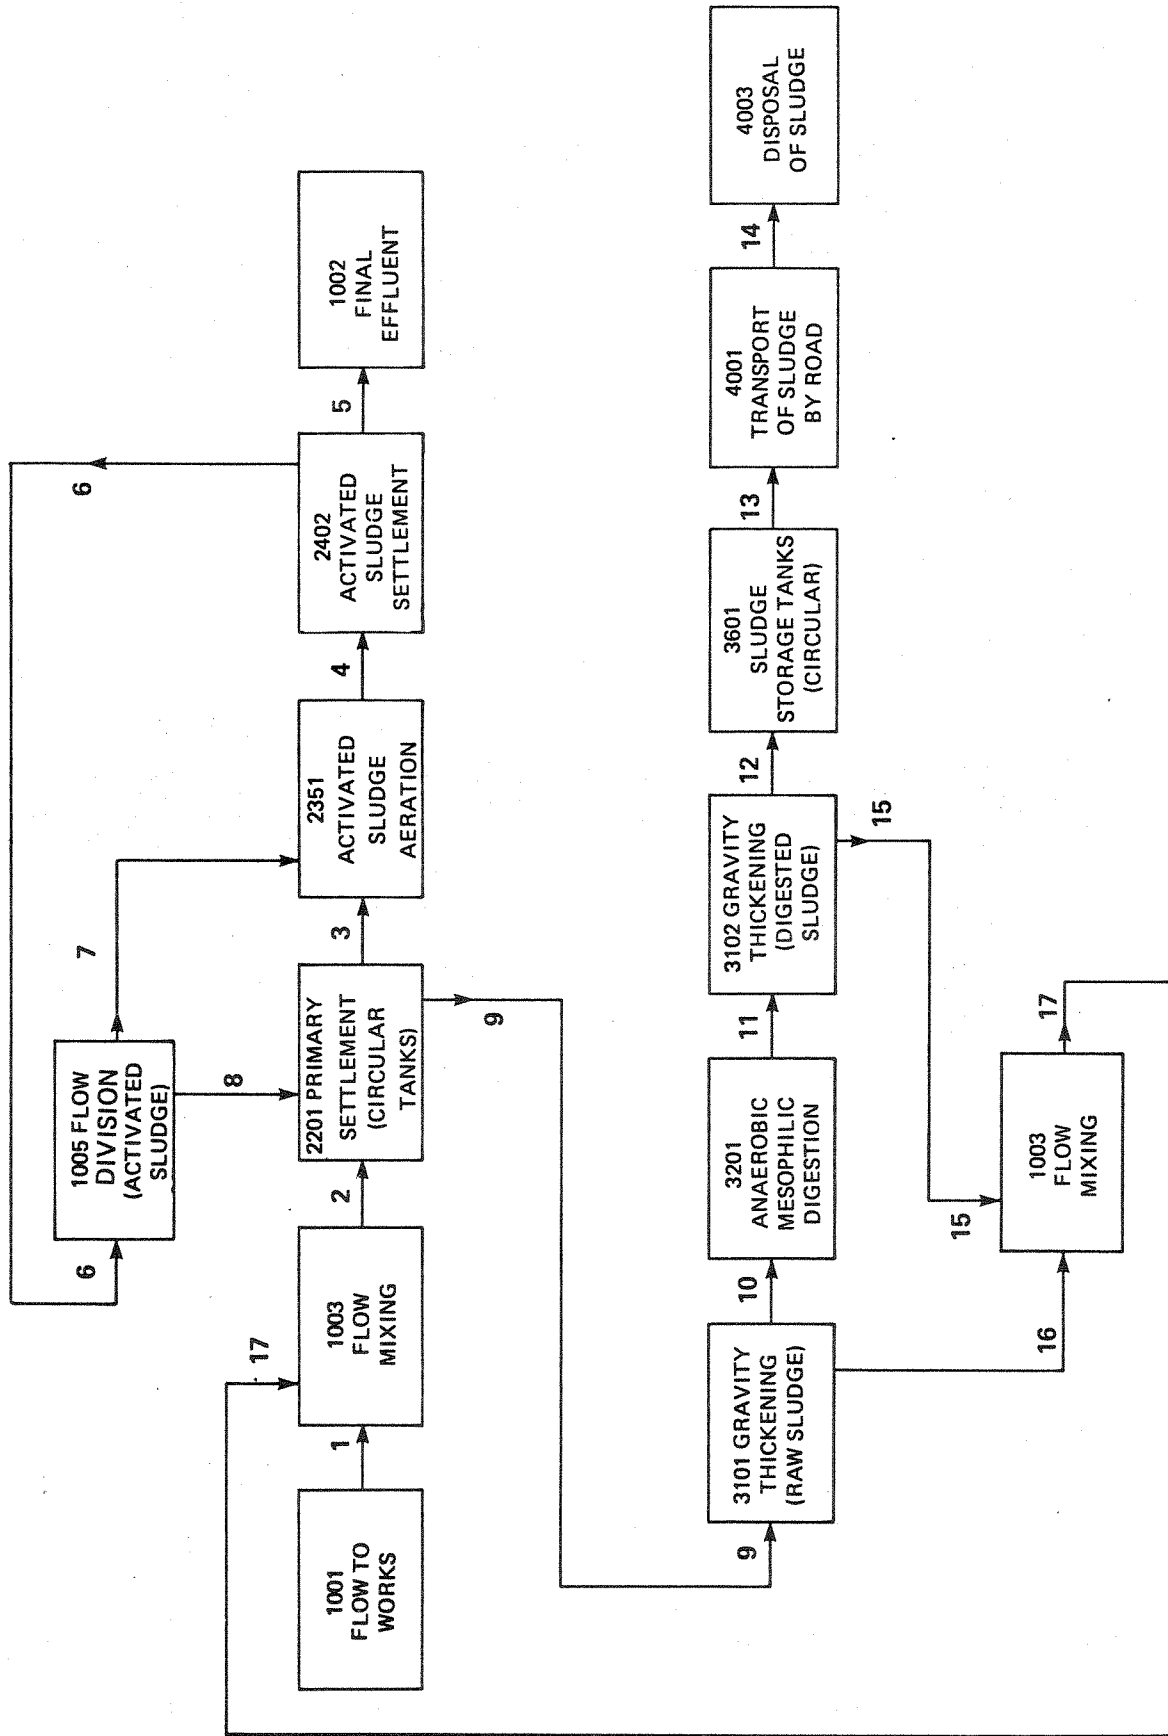 6
6
1005 FLOW
DIVISION
(ACTIVATED
SLUDGE)
7
8
17
1001
FLOW TO
WORKS
1
1003
FLOW
MIXING
2
2201 PRIMARY
SETTLEMENT
(CIRCULAR
TANKS)
3
2351
ACTIVATED
SLUDGE
AERATION
4
2402
ACTIVATED
SLUDGE
SETTLEMENT
5
1002
FINAL
EFFLUENT
9
9
3101 GRAVITY
THICKENING
(RAW SLUDGE)
10
3201
ANAEROBIC
MESOPHILIC
DIGESTION
11
3102 GRAVITY
THICKENING
(DIGESTED
SLUDGE)
12
3601
SLUDGE
STORAGE TANKS
(CIRCULAR)
13
4001
TRANSPORT
OF SLUDGE
BY ROAD
14
4003
DISPOSAL
OF SLUDGE
15
15
16
1003
FLOW
MIXING
17